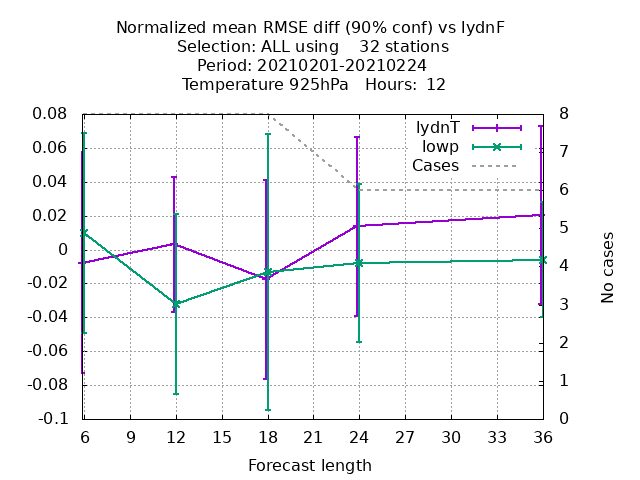 Normalized mean RMSE diff (90% conf) vs IydnF
Selection: ALL using    32 stations
Period: 20210201-20210224
Temperature 925hPa   Hours:  12
0.08
0.06
0.04
0.02
0
-0.02
-0.04
-0.06
-0.08
-0.1
8
7
6
5
4
3
2
1
0
IydnT
Iowp
Cases
No cases
6 9 12 15 18 21 24 27 30 33 36
Forecast length